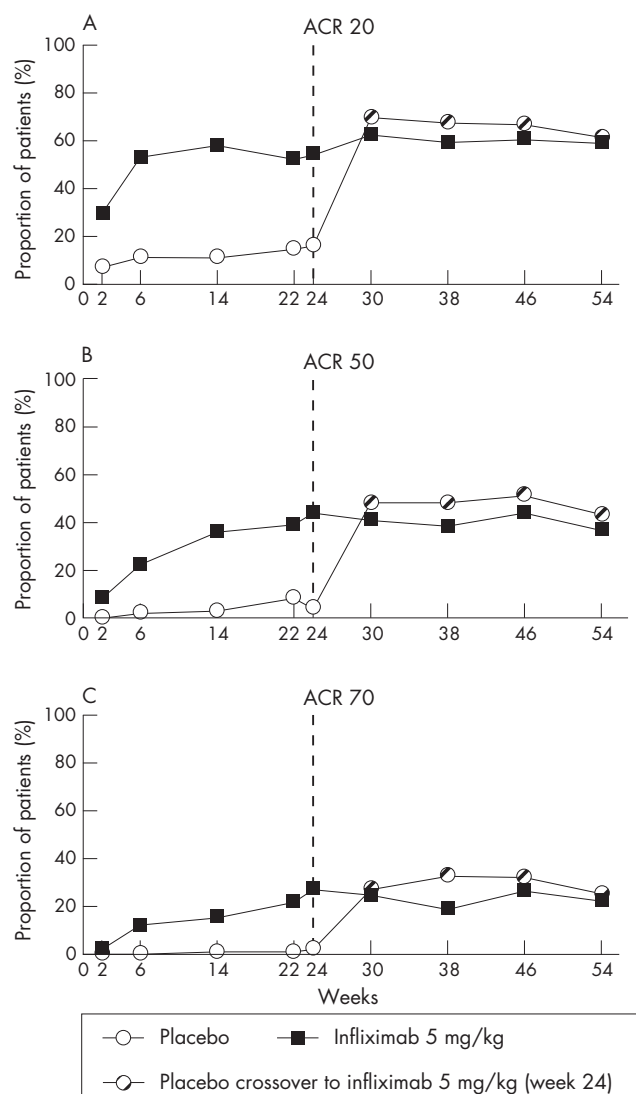 A
ACR 20
Proportion of patients (%)
100
80
60
40
20
0
0 2 6 14 22 24 30 38 46 54
B
ACR 50
Proportion of patients (%)
100
80
60
40
20
0
0 2 6 14 22 24 30 38 46 54
C
ACR 70
Proportion of patients (%)
100
80
60
40
20
0
0 2 6 14 22 24 30 38 46 54
Weeks
Placebo Infliximab 5 mg/kg
Placebo crossover to infliximab 5 mg/kg (week 24)